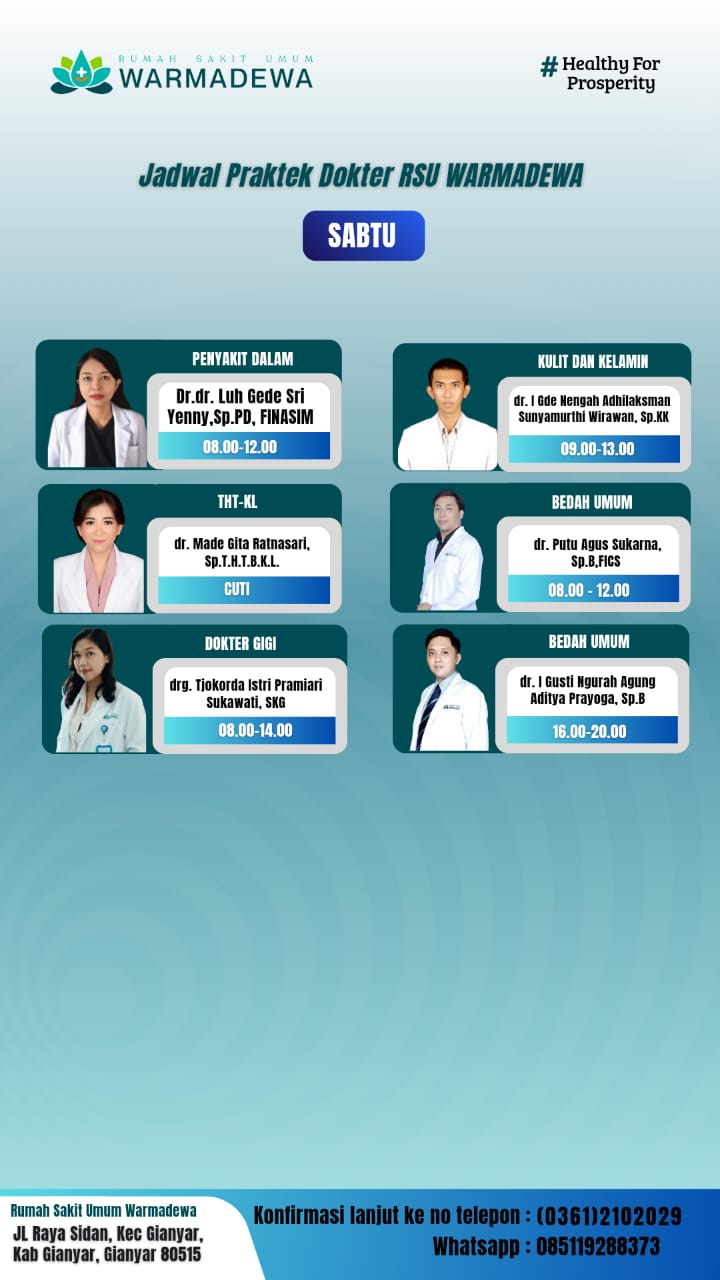 RUMAH SAKIT UMUM
WARMADEWA
# Healthy For
Prosperity
Jadwal Praktek Dokter RSU WARMADEWA
SABTU
PENYAKIT DALAM
Dr.dr. Luh Gede Sri
Yenny,Sp.PD, FINASIM
08.00-12.00
KULIT DAN KELAMIN
dr. I Gde Nengah Adhilaksman
Sunyamurthi Wirawan, Sp.KK
09.00-13.00
THT-KL
dr. Made Gita Ratnasari,
Sp.T.H.T.B.K.L.
CUTI
BEDAH UMUM
dr. Putu Agus Sukarna,
Sp.B,FICS
08.00 - 12.00
DOKTER GIGI
drg. Tjokorda Istri Pramiari
Sukawati, SKG
08.00-14.00
BEDAH UMUM
dr. I Gusti Ngurah Agung
Aditya Prayoga, Sp.B
16.00-20.00
Rumah Sakit Umum Warmadewa
JL Raya Sidan, Kec Gianyar,
Kab Gianyar, Gianyar 80515
Konfirmasi lanjut ke no telepon : (0361)2102029
Whatsapp : 085119288373